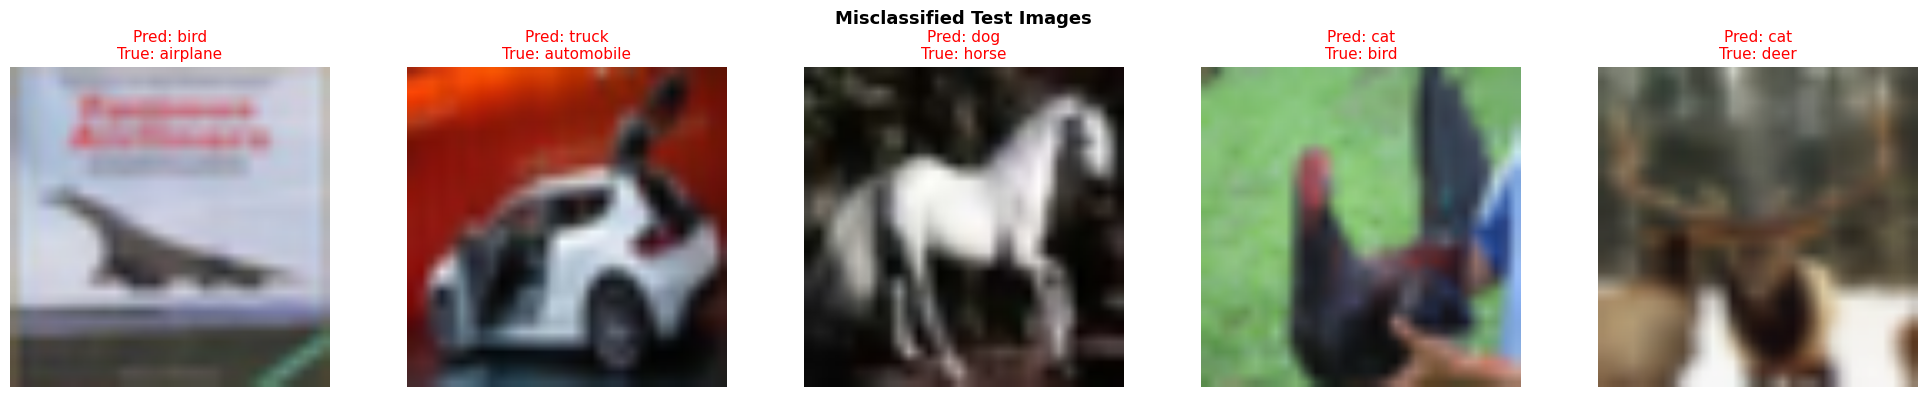 Misclassified Test Images
Pred: bird
True: airplane
Pred: truck
True: automobile
Pred: dog
True: horse
Pred: cat
True: bird
Pred: cat
True: deer